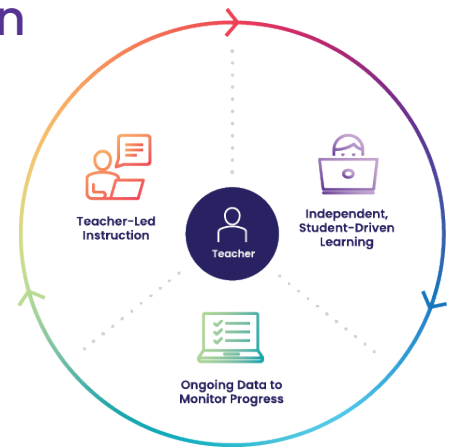 n
Teacher-Led
Instruction
Independent,
Student-Driven
Learning
Teacher
Ongoing Data to
Monitor Progress